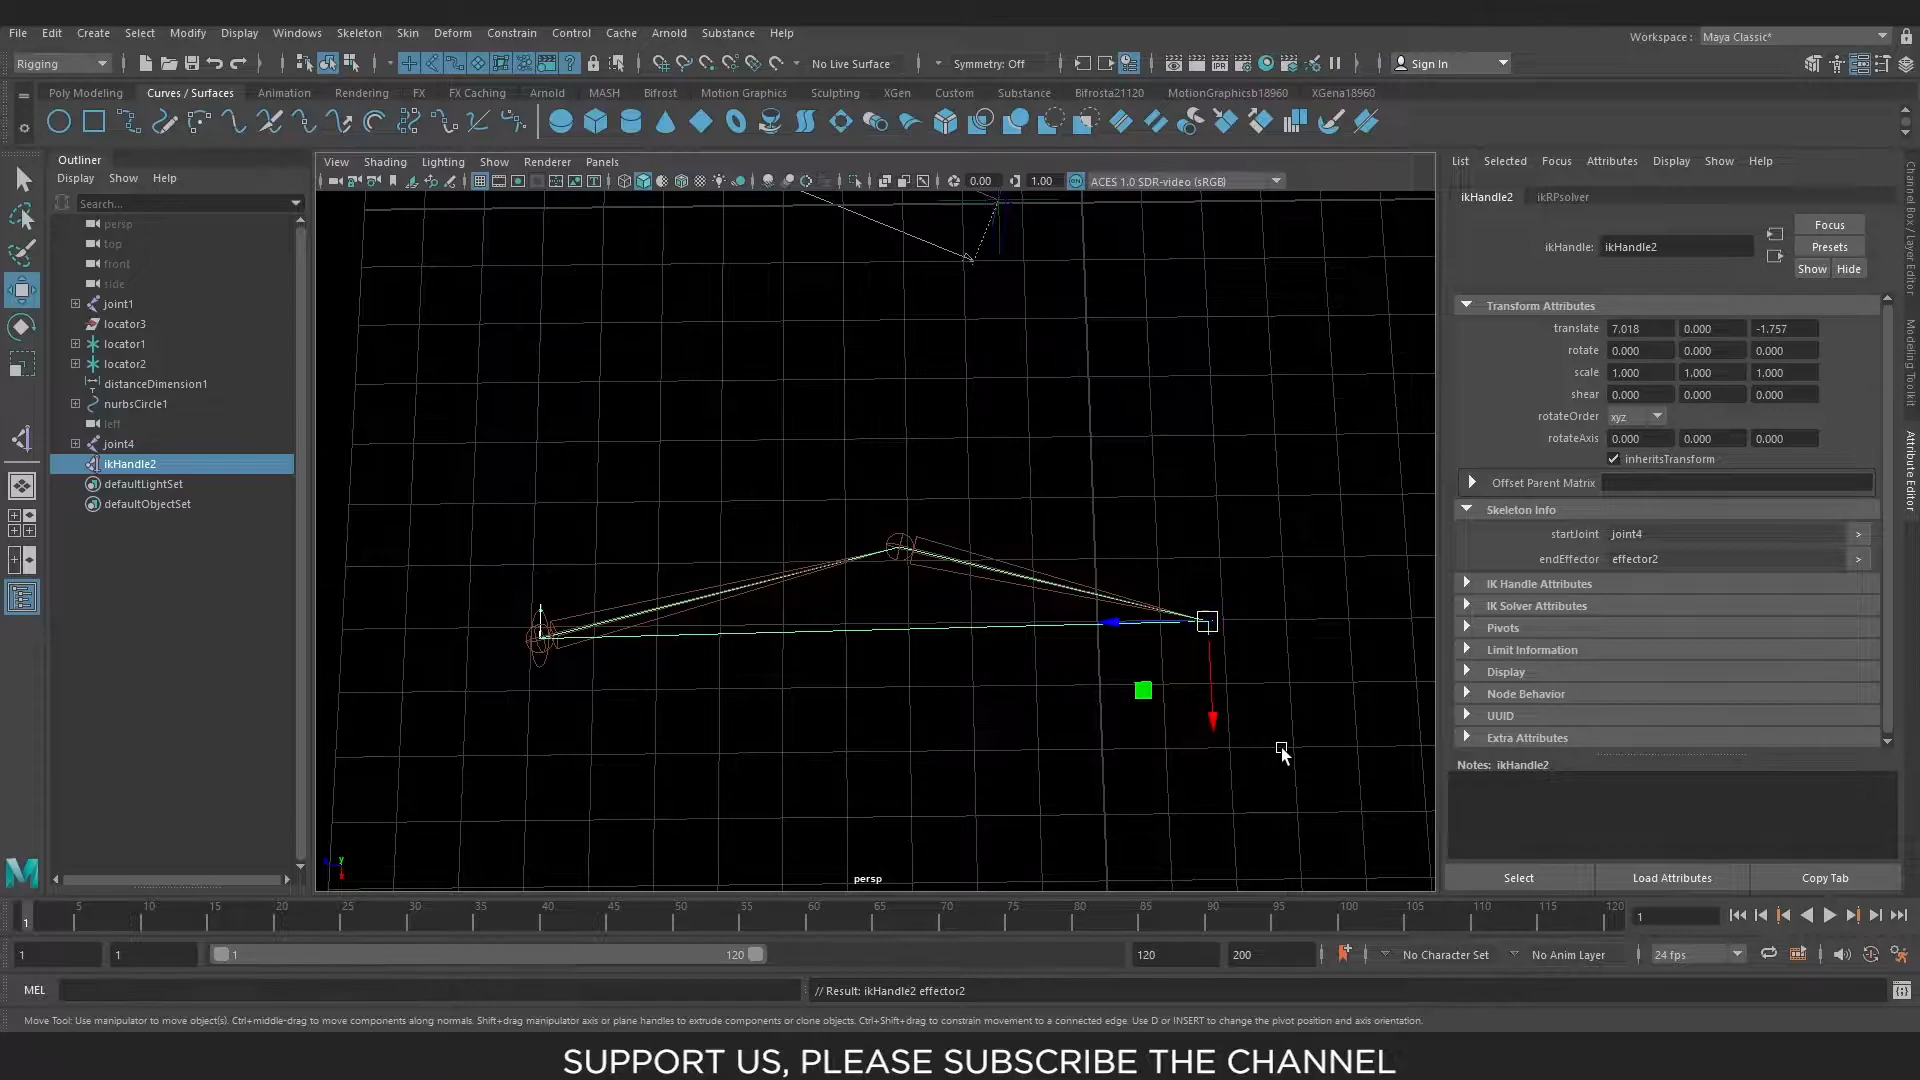 File Edit Create Select Modify Display Windows Skeleton Skin Deform Constrain Control Cache Arnold Substance Help
Workspace : Maya Classic*
Rigging No Live Surface Symmetry: Off Sign In
Poly Modeling Curves / Surfaces Animation Rendering FX FX Caching Arnold MASH Bifrost Motion Graphics Sculpting XGen Custom Substance Bifrosta21120 MotionGraphicsb18960 XGena18960
Outliner
Display Show Help
Search...
persp
top
front
side
joint1
locator3
locator1
locator2
distanceDimension1
nurbsCircle1
left
joint4
ikHandle2
defaultLightSet
defaultObjectSet
View Shading Lighting Show Renderer Panels
0.00 1.00 ACES 1.0 SDR-video (sRGB)
persp
List Selected Focus Attributes Display Show Help
ikHandle2 ikRPsolver
Focus
ikHandle: ikHandle2 Presets
Show Hide
Transform Attributes
translate 7.018 0.000 -1.757
rotate 0.000 0.000 0.000
scale 1.000 1.000 1.000
shear 0.000 0.000 0.000
rotateOrder xyz
rotateAxis 0.000 0.000 0.000
inheritsTransform
Offset Parent Matrix
Skeleton Info
startJoint joint4 >
endEffector effector2 >
IK Handle Attributes
IK Solver Attributes
Pivots
Limit Information
Display
Node Behavior
UUID
Extra Attributes
Notes: ikHandle2
Select Load Attributes Copy Tab
Channel Box / Layer Editor
Modeling Toolkit
Attribute Editor
5 10 15 20 25 30 35 40 45 50 55 60 65 70 75 80 85 90 95 100 105 110 115 120
1 1
1 1 1 120 120 200 No Character Set No Anim Layer 24 fps
MEL // Result: ikHandle2 effector2
Move Tool: Use manipulator to move object(s). Ctrl+middle-drag to move components along normals. Shift+drag manipulator axis or plane handles to extrude components or clone objects. Ctrl+Shift+drag to constrain movement to a connected edge. Use D or INSERT to change the pivot position and axis orientation.
SUPPORT US, PLEASE SUBSCRIBE THE CHANNEL